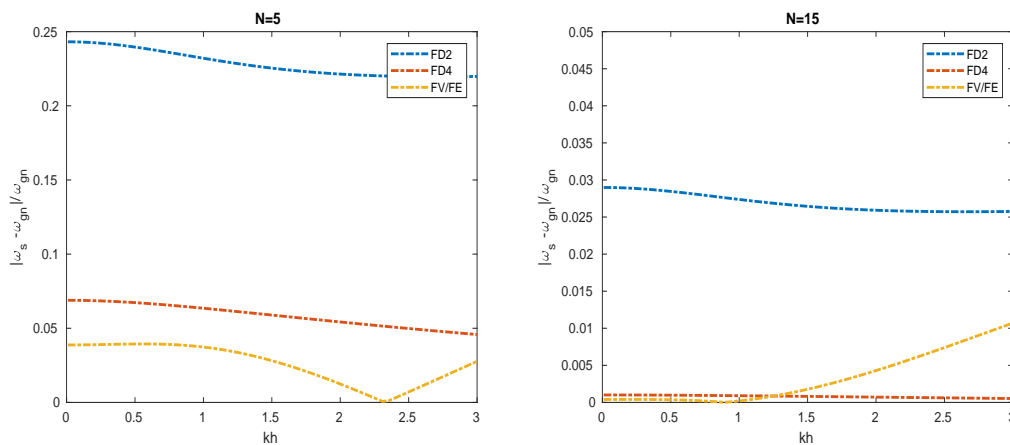 N=5
0.25
0.2
0.15
0.1
0.05
0
|ω_s - ω_gn|/ω_gn
0 0.5 1 1.5 2 2.5 3
kh
FD2
FD4
FV/FE
N=15
0.05
0.045
0.04
0.035
0.03
0.025
0.02
0.015
0.01
0.005
0
|ω_s - ω_gn|/ω_gn
0 0.5 1 1.5 2 2.5 3
kh
FD2
FD4
FV/FE